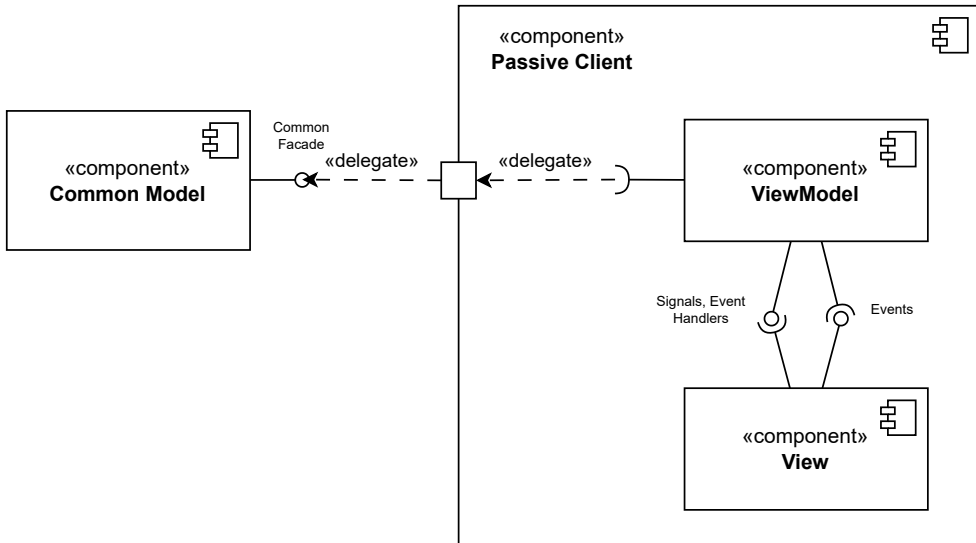 «component»
Passive Client
«component»
Common Model
Common
Facade
«delegate»
«delegate»
«component»
ViewModel
Signals, Event
Handlers
Events
«component»
View